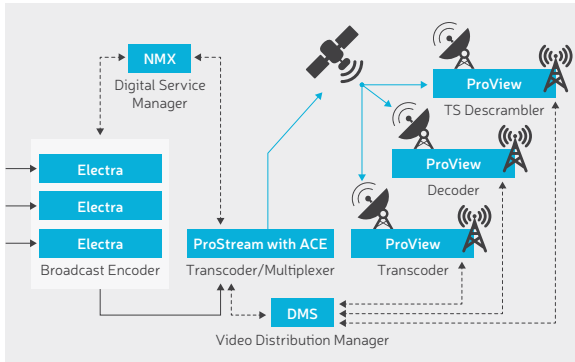 NMX
Digital Service
Manager
ProView
TS Descrambler
Electra
Electra
Electra
Broadcast Encoder
ProView
Decoder
ProStream with ACE
Transcoder/Multiplexer
ProView
Transcoder
DMS
Video Distribution Manager